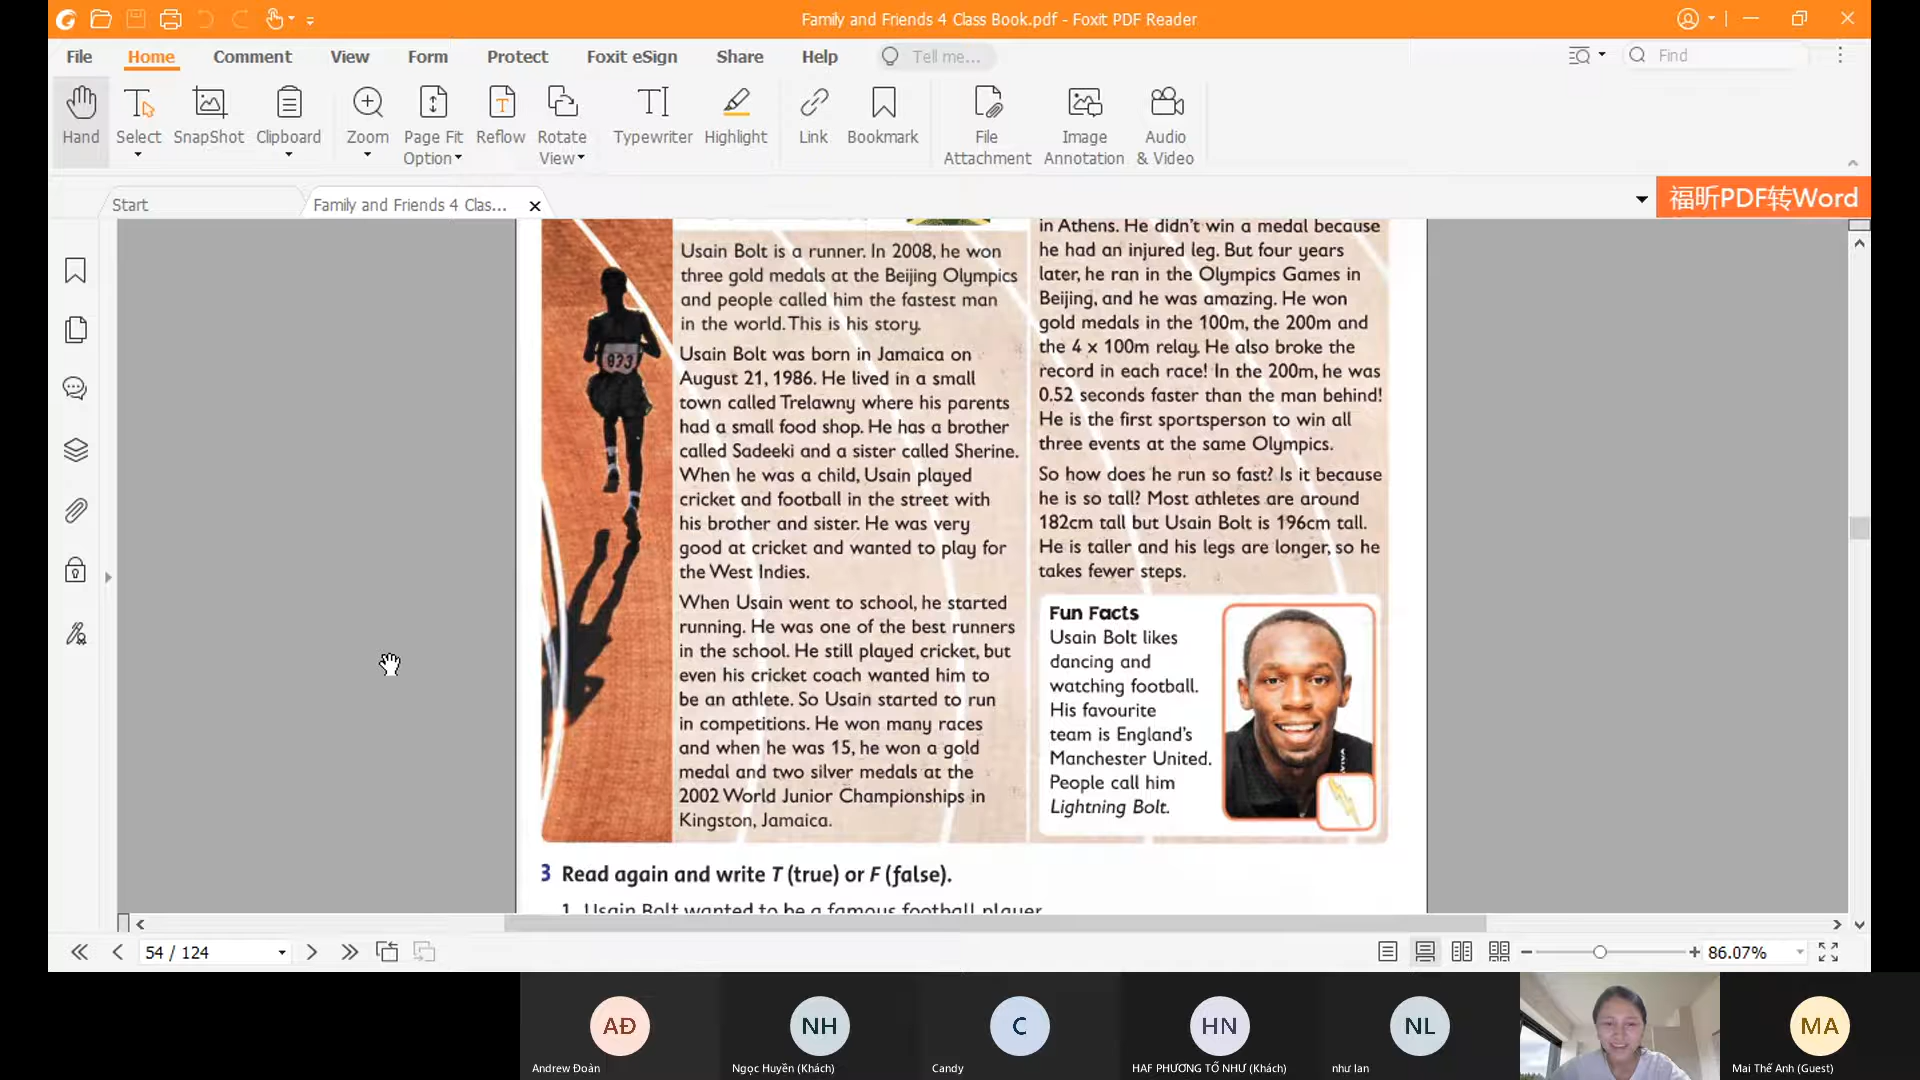 Family and Friends 4 Class Book.pdf - Foxit PDF Reader
File Home Comment View Form Protect Foxit eSign Share Help Tell me... Find
Hand Select SnapShot Clipboard Zoom Page Fit Option Reflow Rotate View Typewriter Highlight Link Bookmark File Attachment Image Annotation Audio & Video
Start Family and Friends 4 Clas... 福昕PDF转Word
Usain Bolt is a runner. In 2008, he won
three gold medals at the Beijing Olympics
and people called him the fastest man
in the world. This is his story.
Usain Bolt was born in Jamaica on
August 21, 1986. He lived in a small
town called Trelawny where his parents
had a small food shop. He has a brother
called Sadeeki and a sister called Sherine.
When he was a child, Usain played
cricket and football in the street with
his brother and sister. He was very
good at cricket and wanted to play for
the West Indies.
When Usain went to school, he started
running. He was one of the best runners
in the school. He still played cricket, but
even his cricket coach wanted him to
be an athlete. So Usain started to run
in competitions. He won many races
and when he was 15, he won a gold
medal and two silver medals at the
2002 World Junior Championships in
Kingston, Jamaica.
in Athens. He didn't win a medal because
he had an injured leg. But four years
later, he ran in the Olympics Games in
Beijing, and he was amazing. He won
gold medals in the 100m, the 200m and
the 4 x 100m relay. He also broke the
record in each race! In the 200m, he was
0.52 seconds faster than the man behind!
He is the first sportsperson to win all
three events at the same Olympics.
So how does he run so fast? Is it because
he is so tall? Most athletes are around
182cm tall but Usain Bolt is 196cm tall.
He is taller and his legs are longer, so he
takes fewer steps.
Fun Facts
Usain Bolt likes
dancing and
watching football.
His favourite
team is England's
Manchester United.
People call him
Lightning Bolt.
873
3 Read again and write T (true) or F (false).
1 Usain Bolt wanted to be a famous football player
54 / 124 86.07%
AĐ NH C HN NL MA
Andrew Đoàn Ngọc Huyền (Khách) Candy HAF PHƯƠNG TỐ NHƯ (Khách) như lan Mai Thế Anh (Guest)